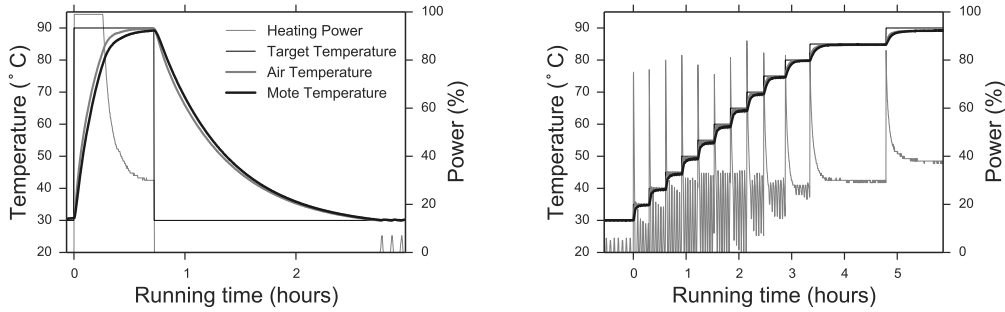 90
80
70
60
50
40
30
20
Temperature (˚C)
100
80
60
40
20
0
Power (%)
Heating Power
Target Temperature
Air Temperature
Mote Temperature
0 1 2
Running time (hours)
90
80
70
60
50
40
30
20
Temperature (˚C)
100
80
60
40
20
0
Power (%)
0 1 2 3 4 5
Running time (hours)